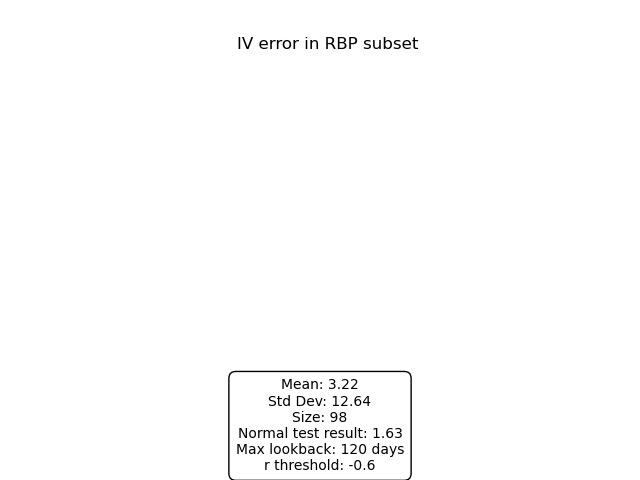 IV error in RBP subset
Mean: 3.22
Std Dev: 12.64
Size: 98
Normal test result: 1.63
Max lookback: 120 days
r threshold: -0.6